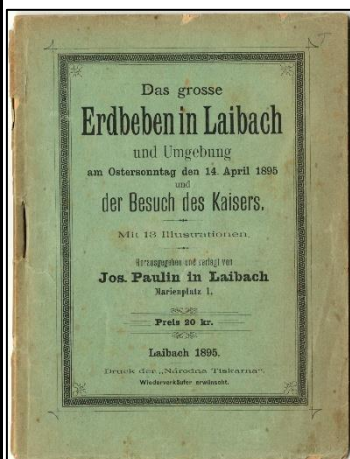 Das grosse
Erdbeben in Laibach
und Umgebung
am Ostersonntag den 14. April 1895
und
der Besuch des Kaisers.
Mit 13 Illustrationen.
Herausgegeben und verlegt von
Jos. Paulin in Laibach
Marienplatz 1.
Preis 20 kr.
Laibach 1895.
Druck der „Národna Tiskarna“.
Wiederverkäufer erwünscht.